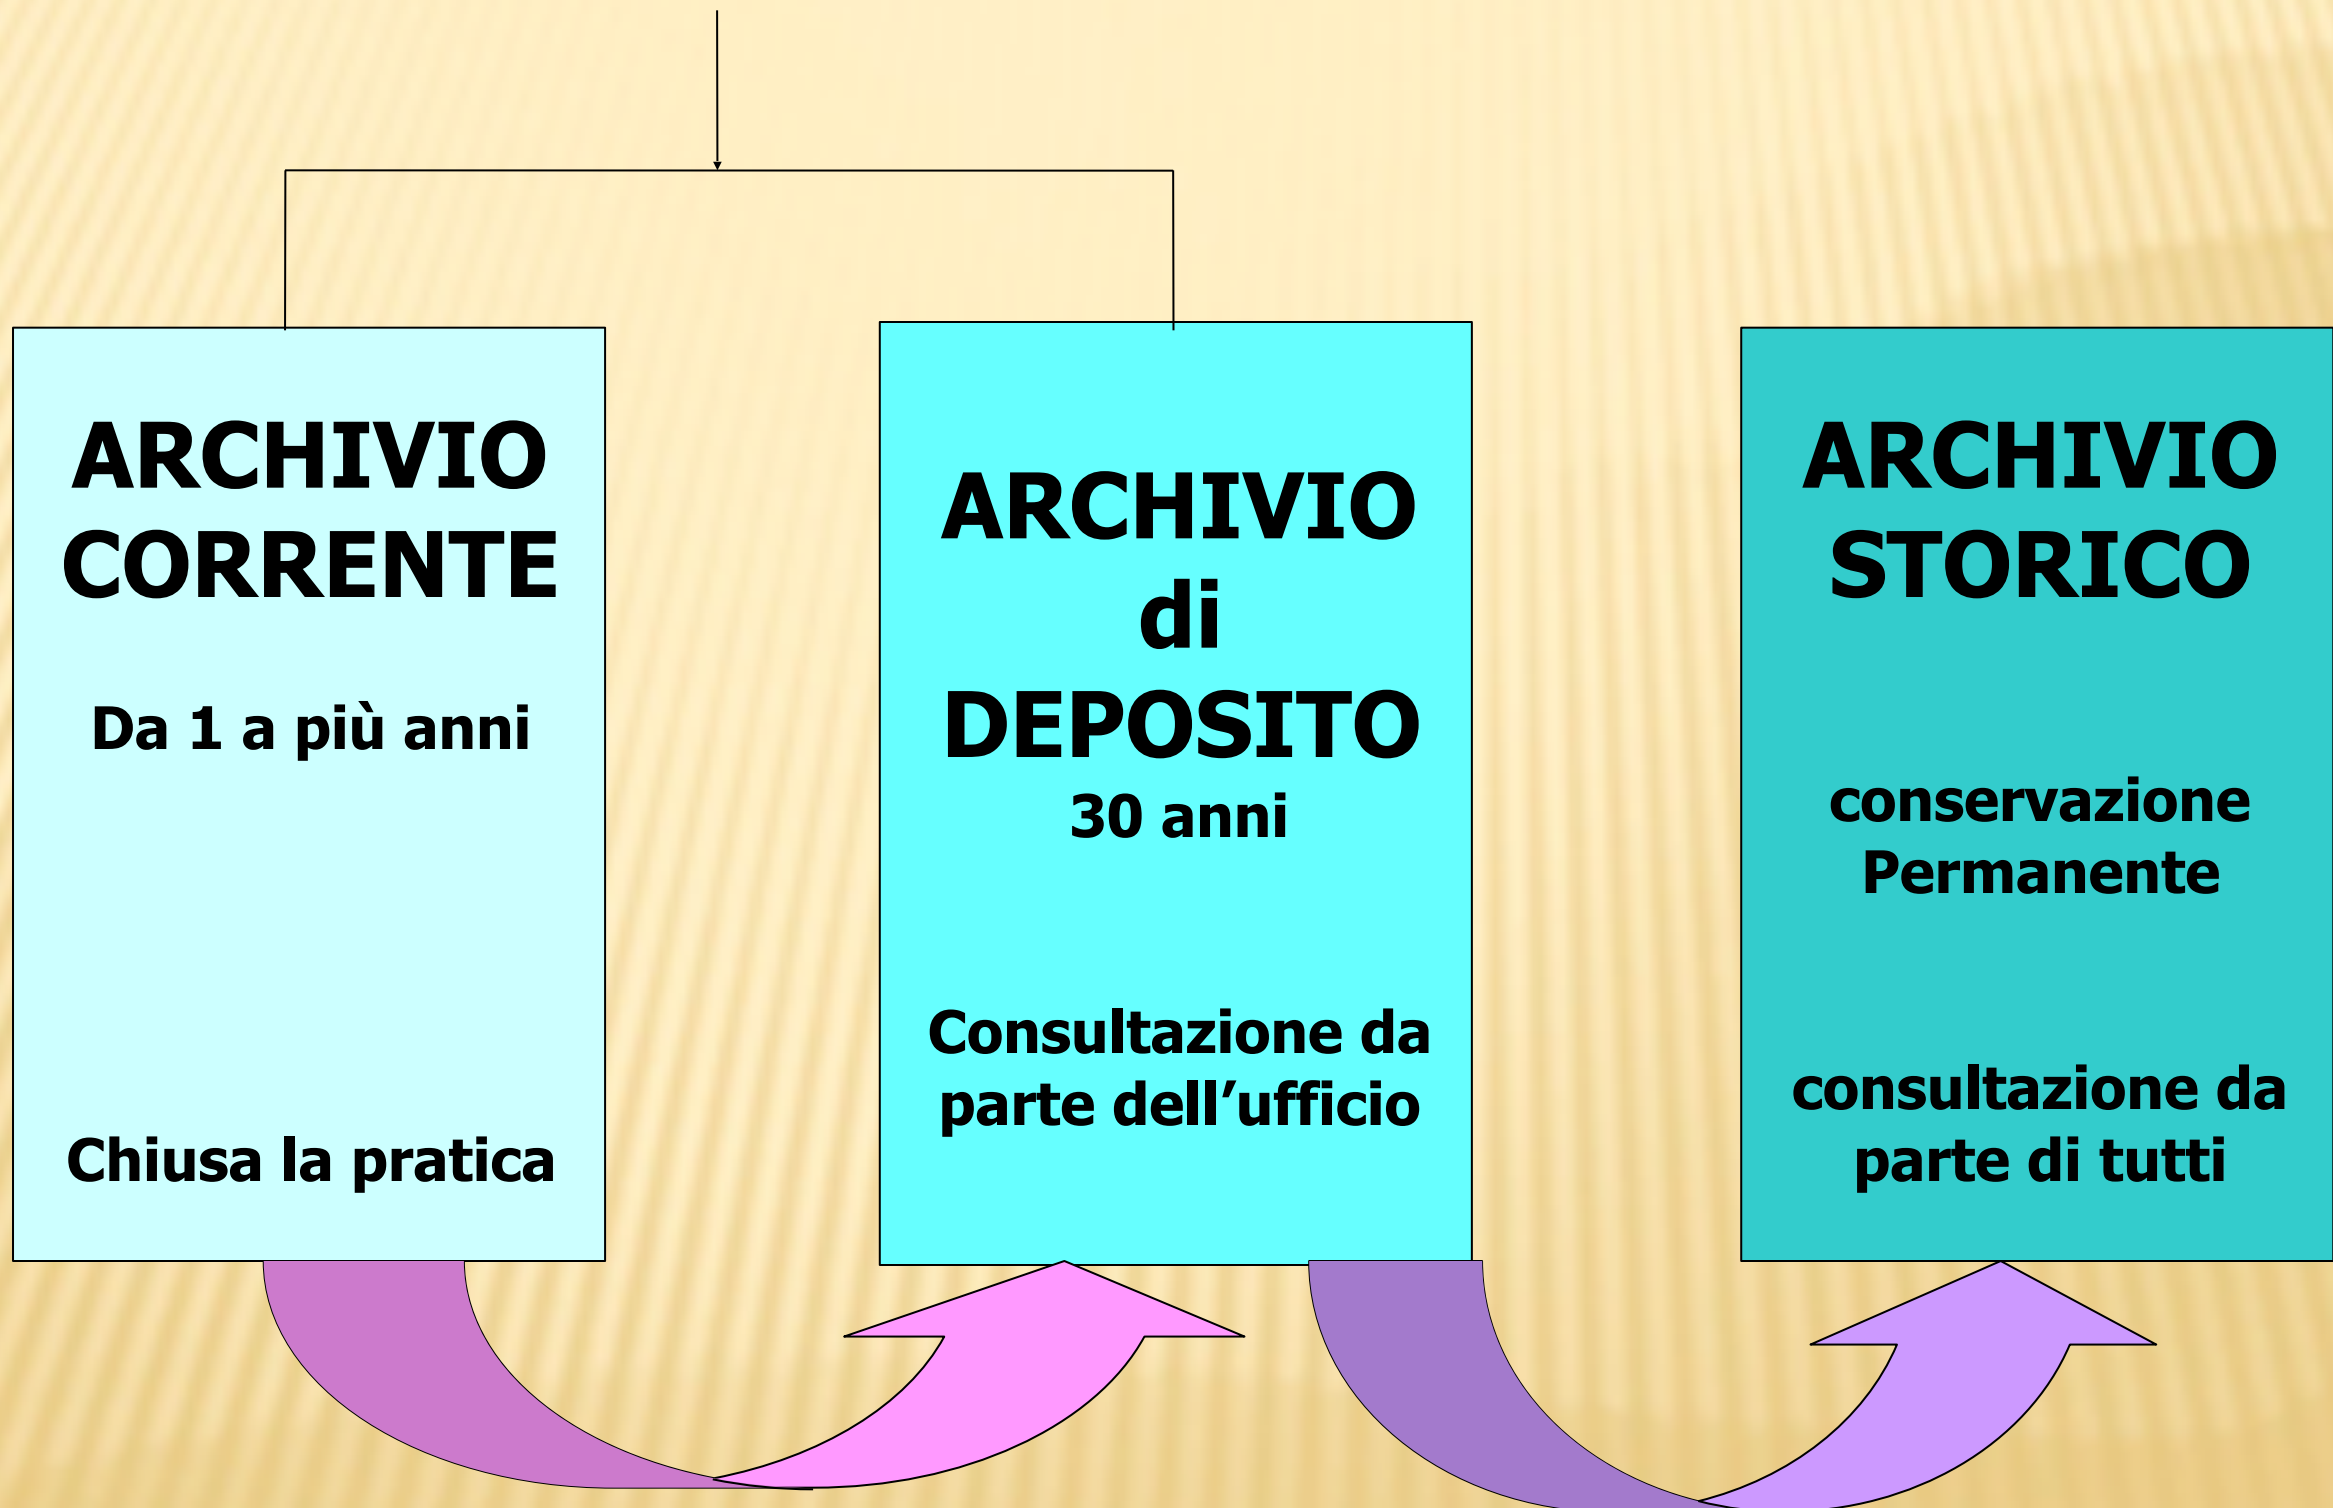 ARCHIVIO
CORRENTE
Da 1 a più anni
Chiusa la pratica
ARCHIVIO
di
DEPOSITO
30 anni
Consultazione da
parte dell’ufficio
ARCHIVIO
STORICO
conservazione
Permanente
consultazione da
parte di tutti